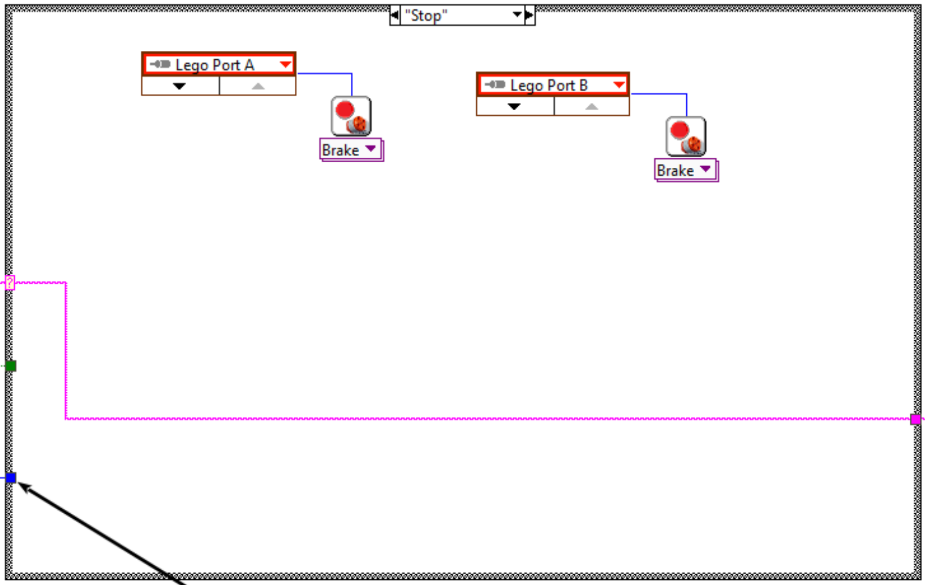 "Stop"
Lego Port A
Lego Port B
Brake
Brake
?